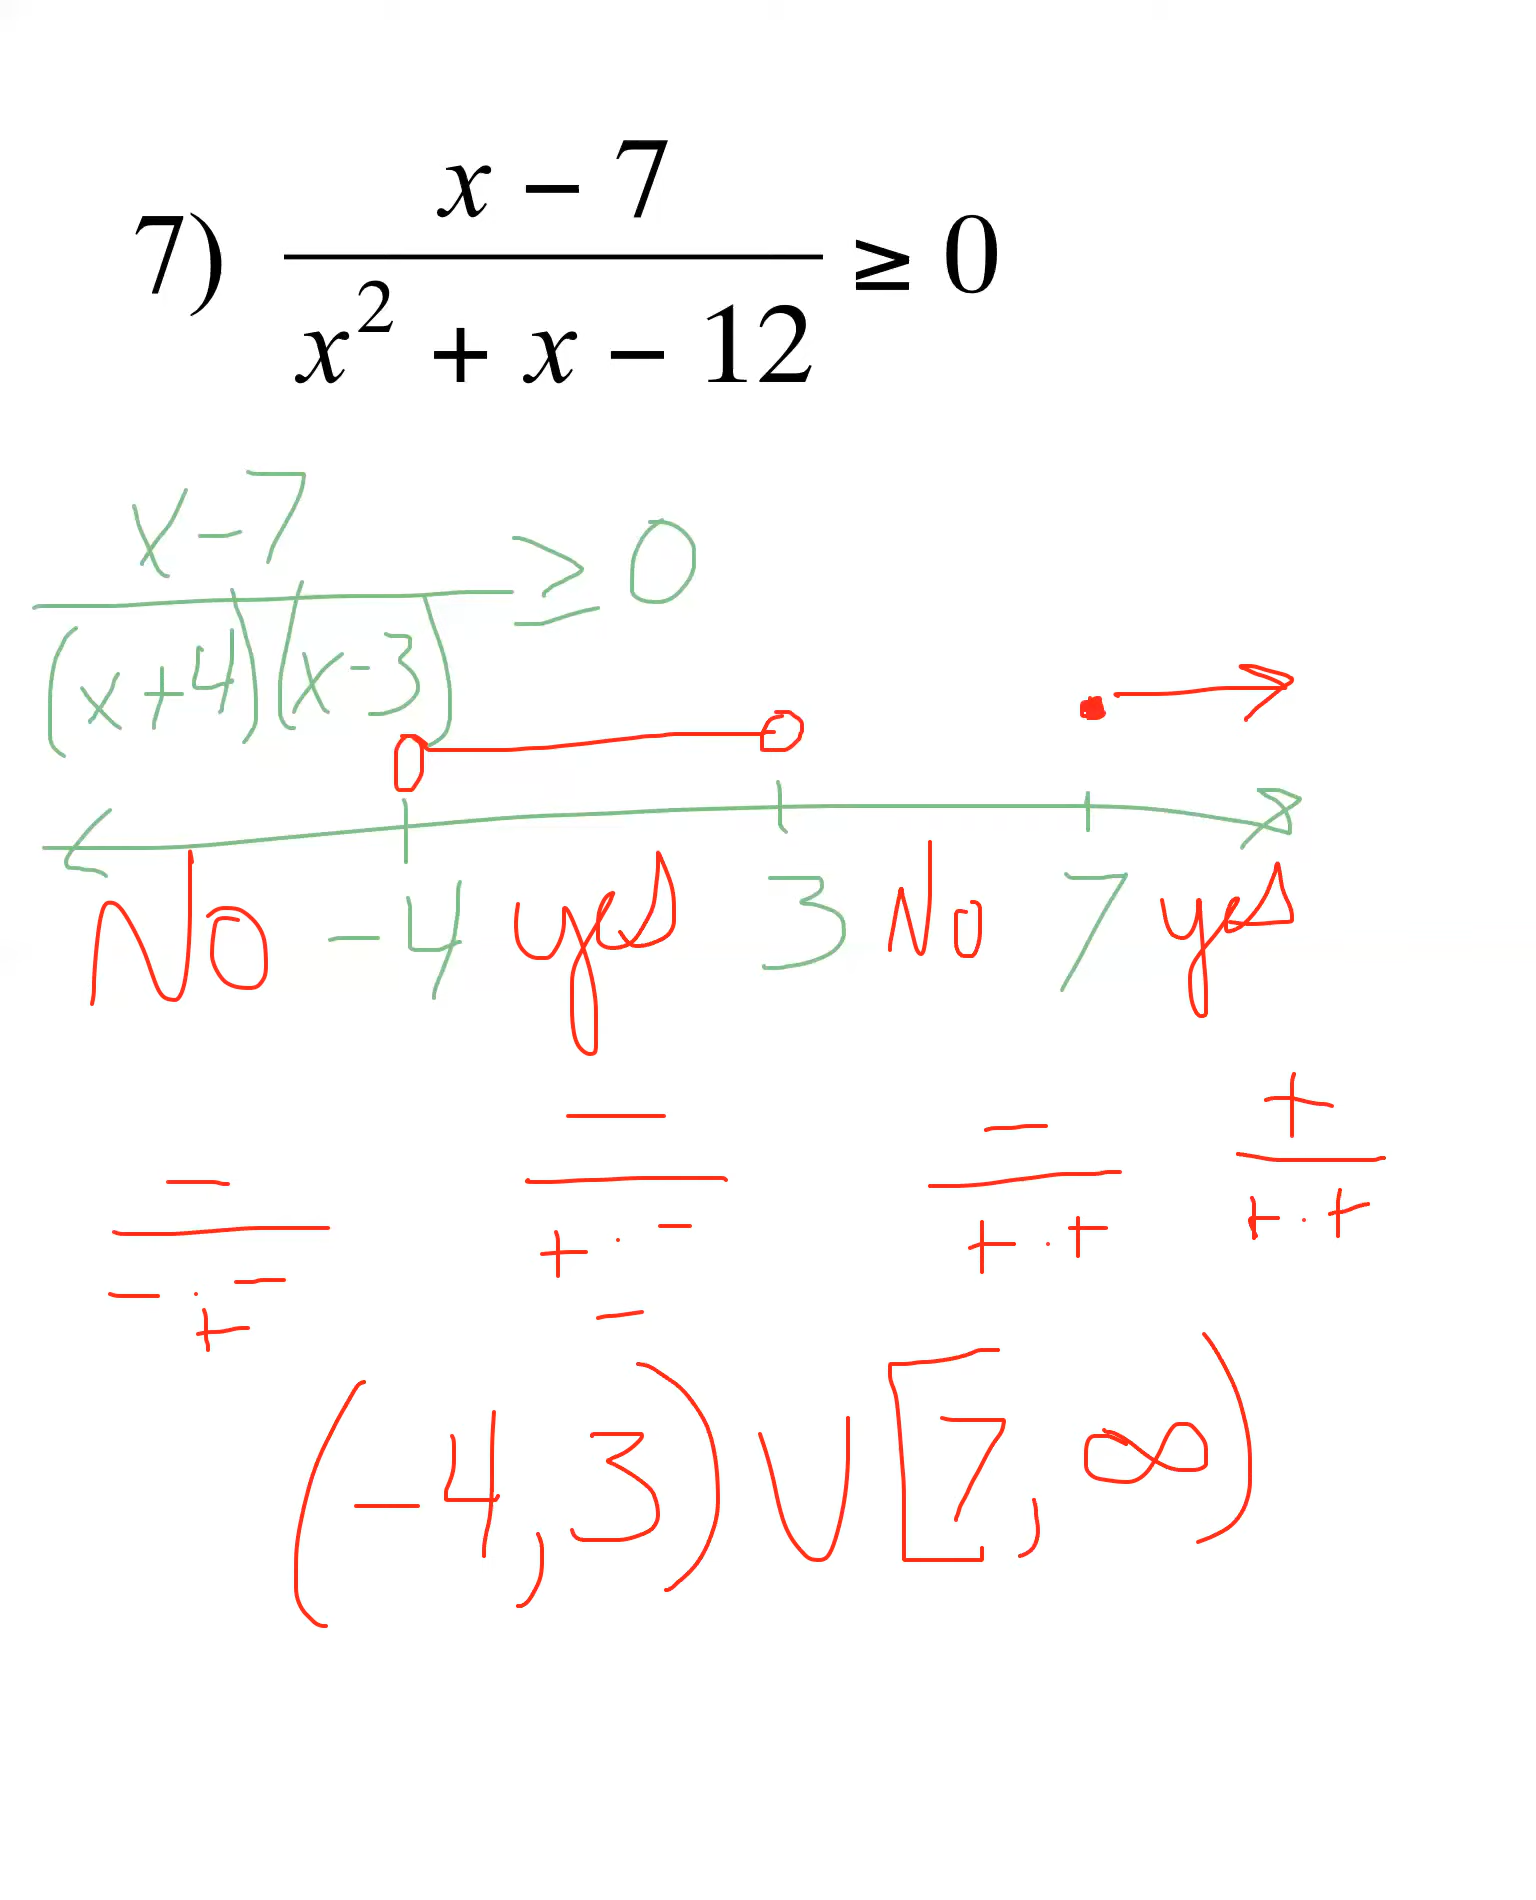 7) x − 7
x² + x − 12 ≥ 0
x − 7
(x + 4)(x − 3) ≥ 0
No −4 yes 3 No 7 yes
− − − +
− · − + · − + · + + · +
+ −
(−4, 3) ∪ [7, ∞)